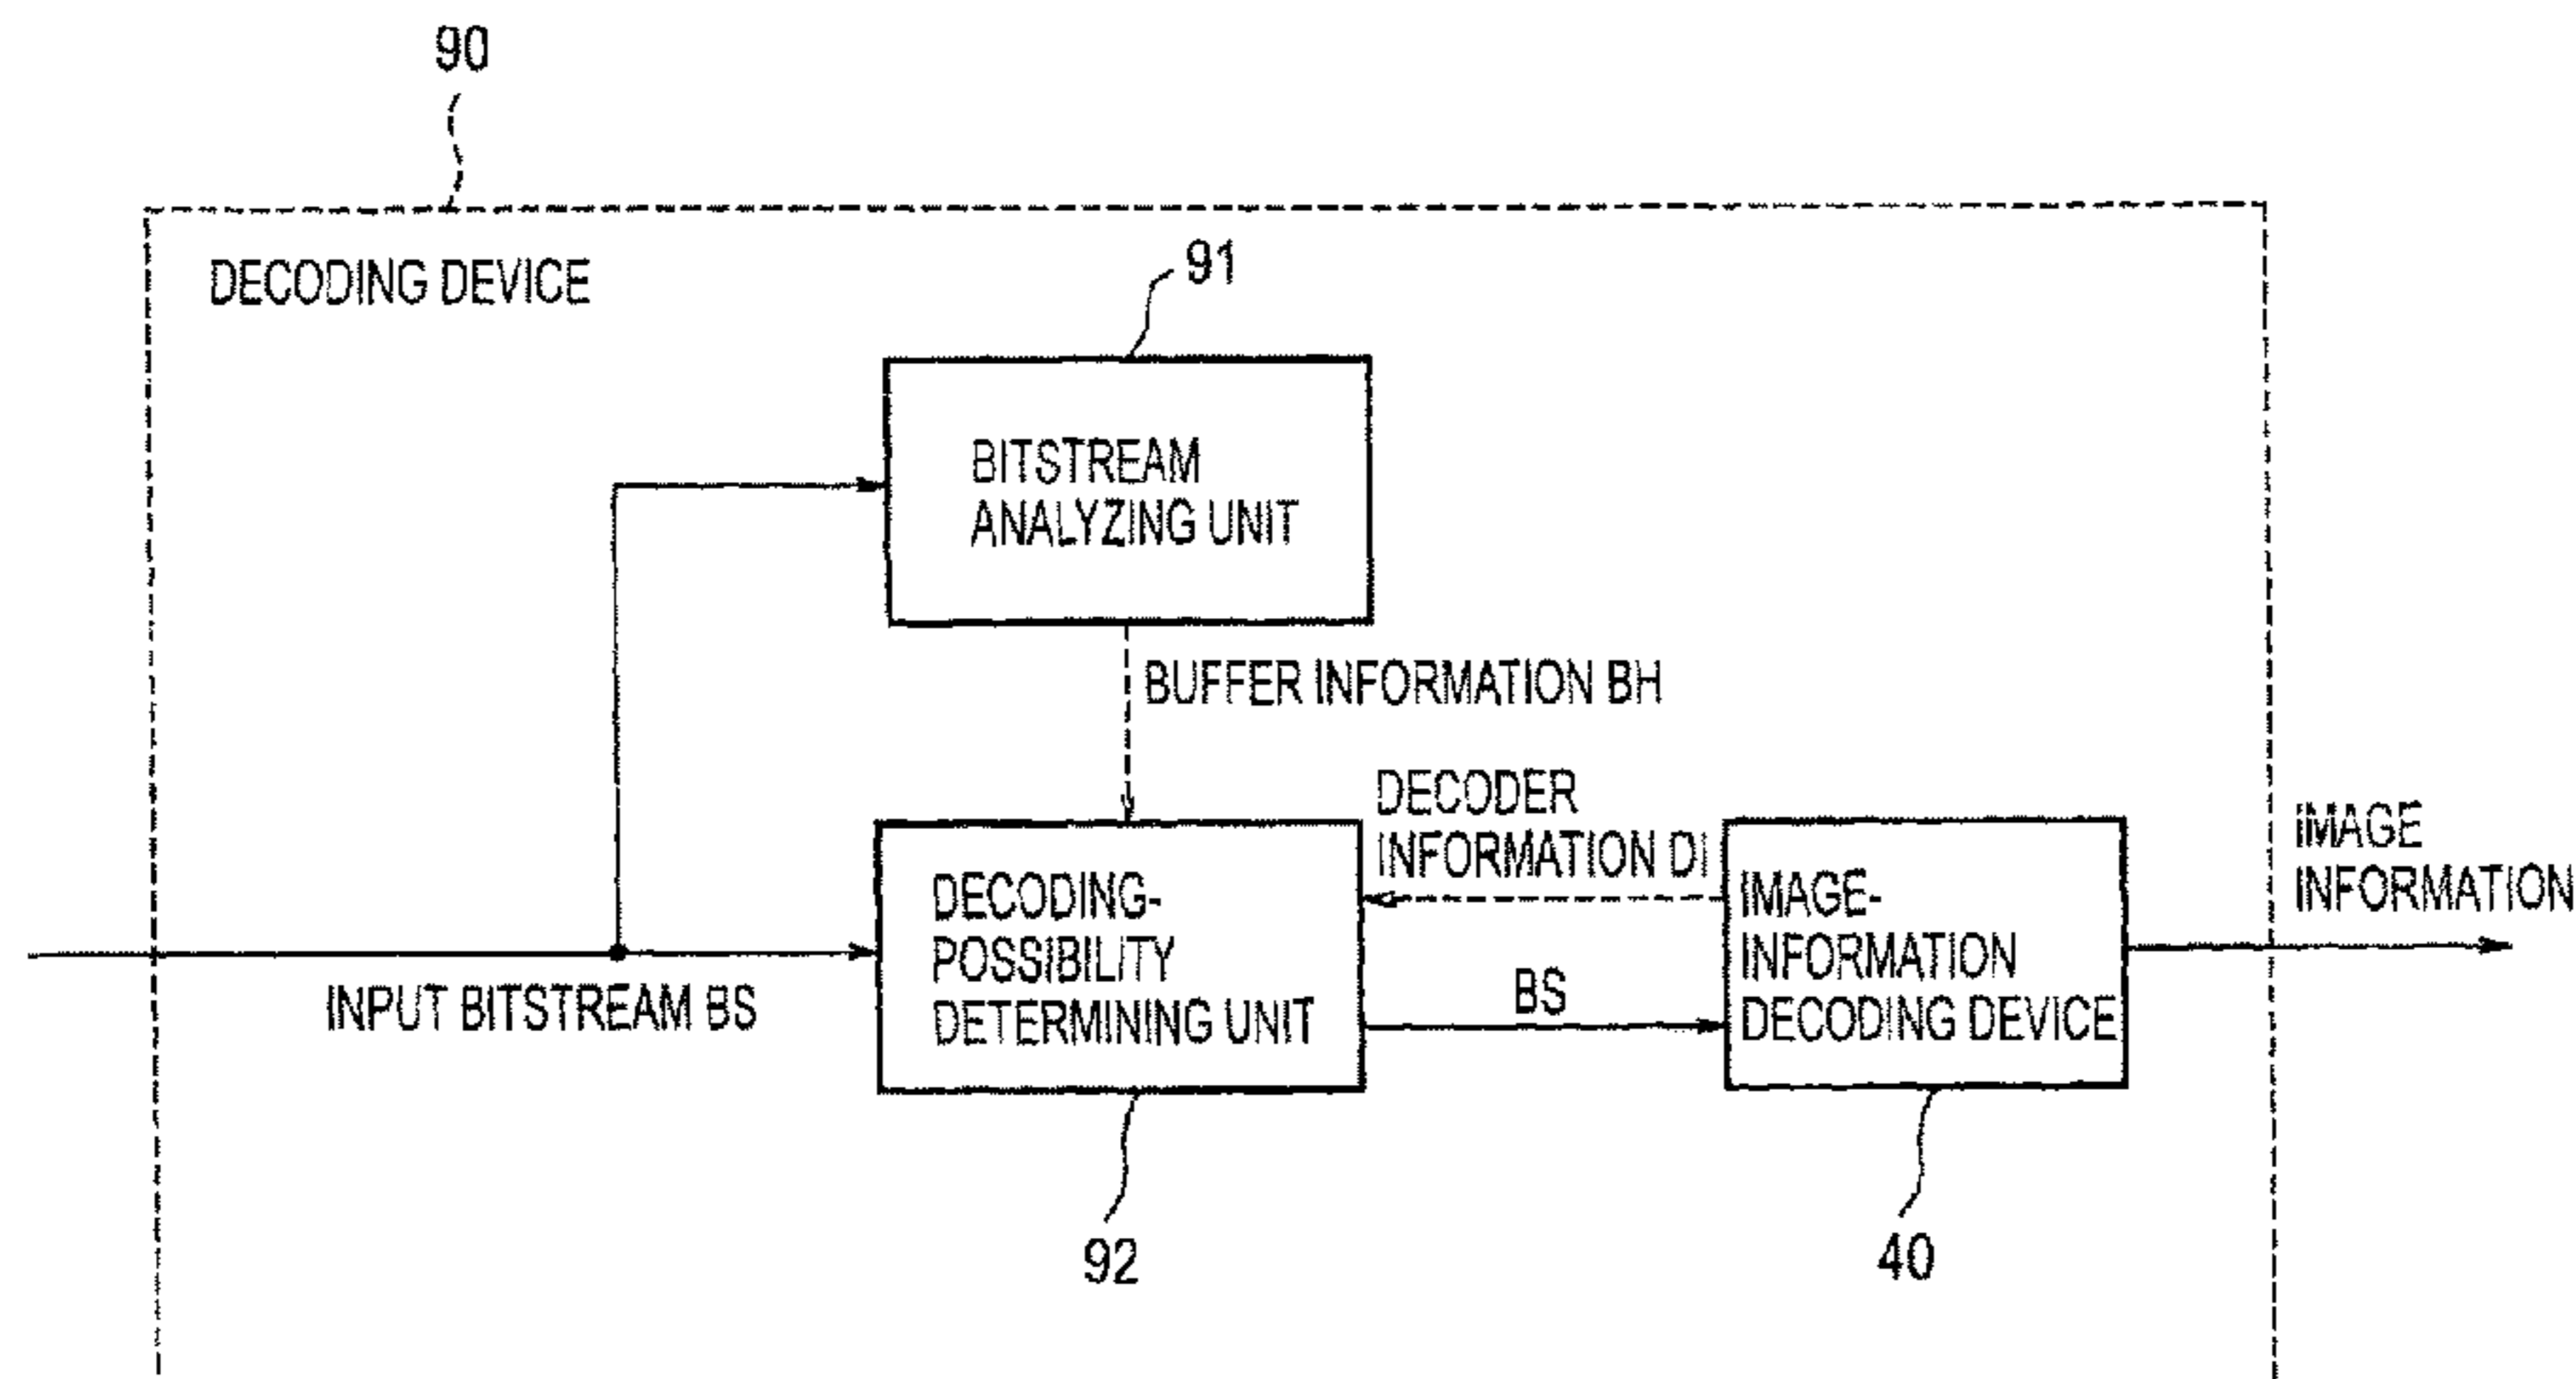 90
DECODING DEVICE
91
BITSTREAM
ANALYZING UNIT
BUFFER INFORMATION BH
DECODER
INFORMATION DI
IMAGE
INFORMATION
DECODING-
POSSIBILITY
DETERMINING UNIT
IMAGE-
INFORMATION
DECODING DEVICE
INPUT BITSTREAM BS
BS
92
40